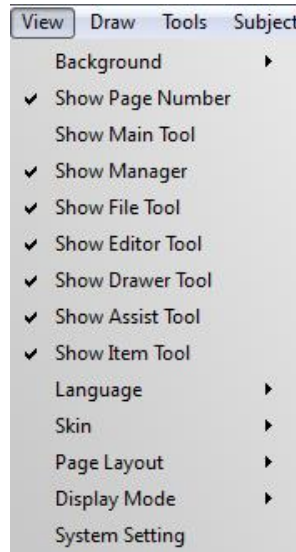 View Draw Tools Subject
Background
Show Page Number
Show Main Tool
Show Manager
Show File Tool
Show Editor Tool
Show Drawer Tool
Show Assist Tool
Show Item Tool
Language
Skin
Page Layout
Display Mode
System Setting